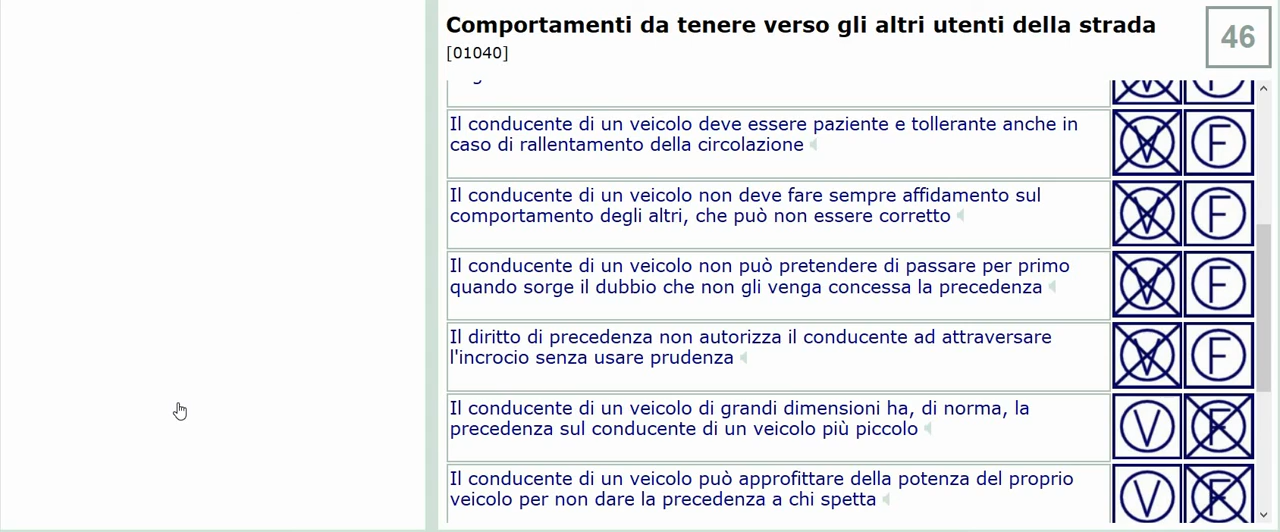 Comportamenti da tenere verso gli altri utenti della strada
46
[01040]
V F
Il conducente di un veicolo deve essere paziente e tollerante anche in
caso di rallentamento della circolazione
V F
Il conducente di un veicolo non deve fare sempre affidamento sul
comportamento degli altri, che può non essere corretto
V F
Il conducente di un veicolo non può pretendere di passare per primo
quando sorge il dubbio che non gli venga concessa la precedenza
V F
Il diritto di precedenza non autorizza il conducente ad attraversare
l'incrocio senza usare prudenza
V F
Il conducente di un veicolo di grandi dimensioni ha, di norma, la
precedenza sul conducente di un veicolo più piccolo
V F
Il conducente di un veicolo può approfittare della potenza del proprio
veicolo per non dare la precedenza a chi spetta
V F